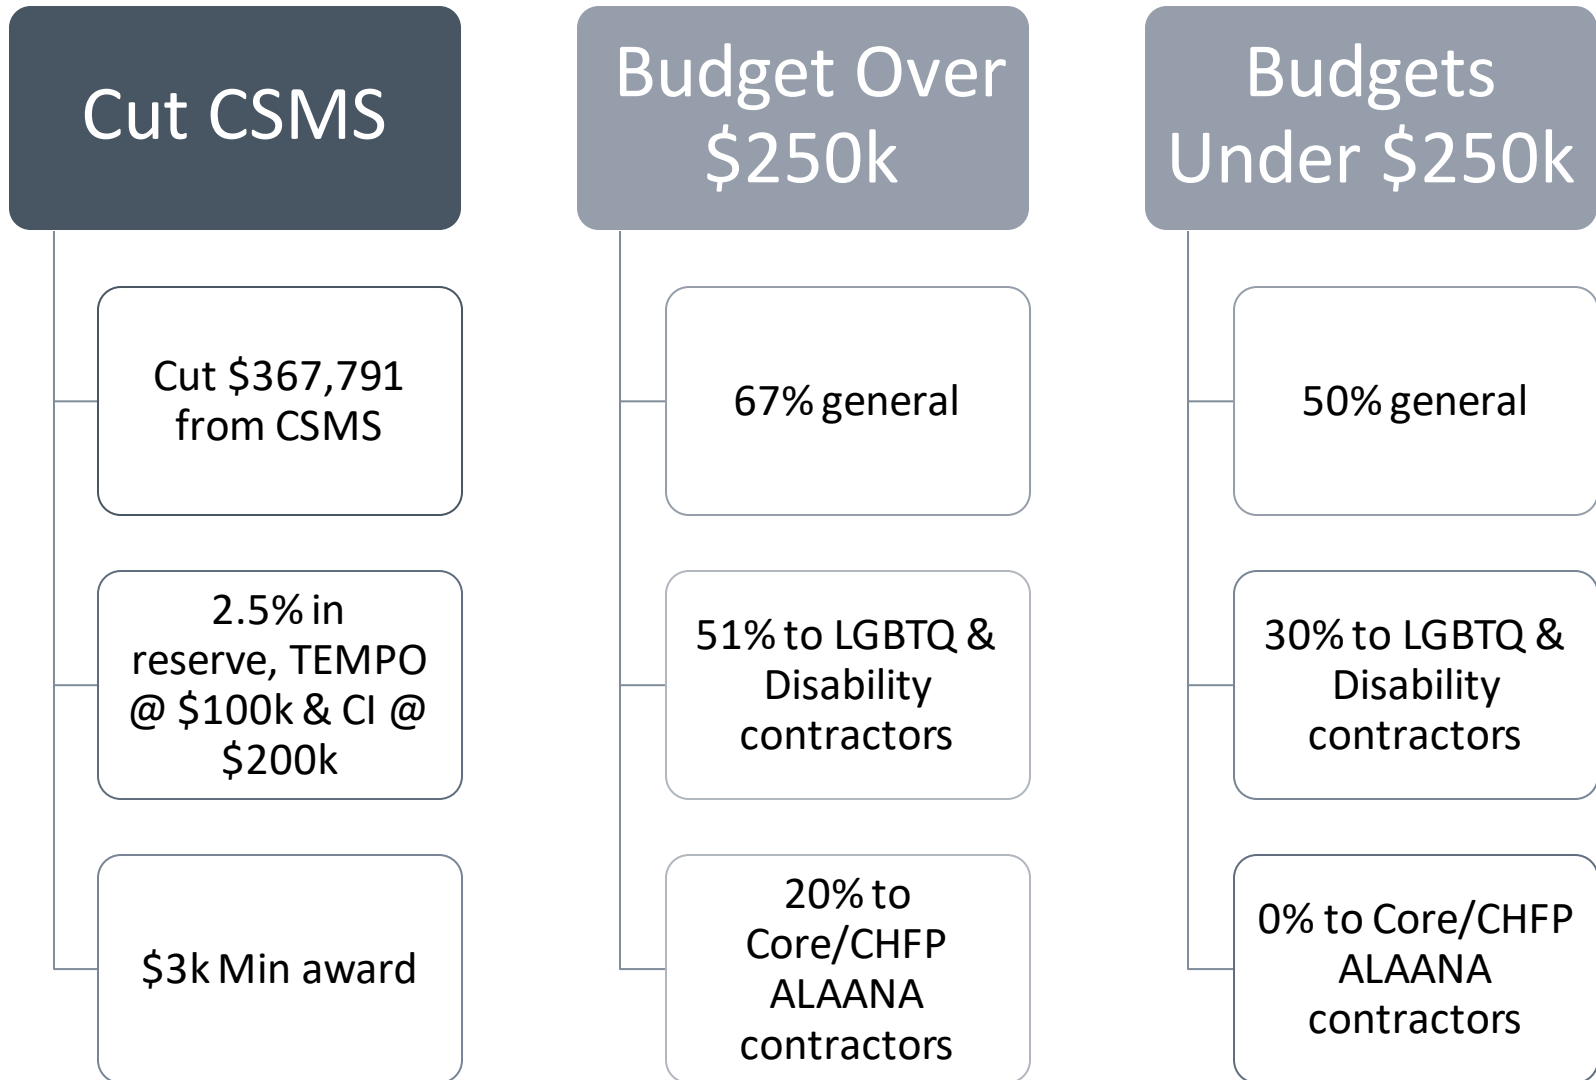 Cut CSMS
Cut $367,791
from CSMS
2.5% in
reserve, TEMPO
@ $100k & CI @
$200k
$3k Min award
Budget Over
$250k
67% general
51% to LGBTQ &
Disability
contractors
20% to
Core/CHFP
ALAANA
contractors
Budgets
Under $250k
50% general
30% to LGBTQ &
Disability
contractors
0% to Core/CHFP
ALAANA
contractors